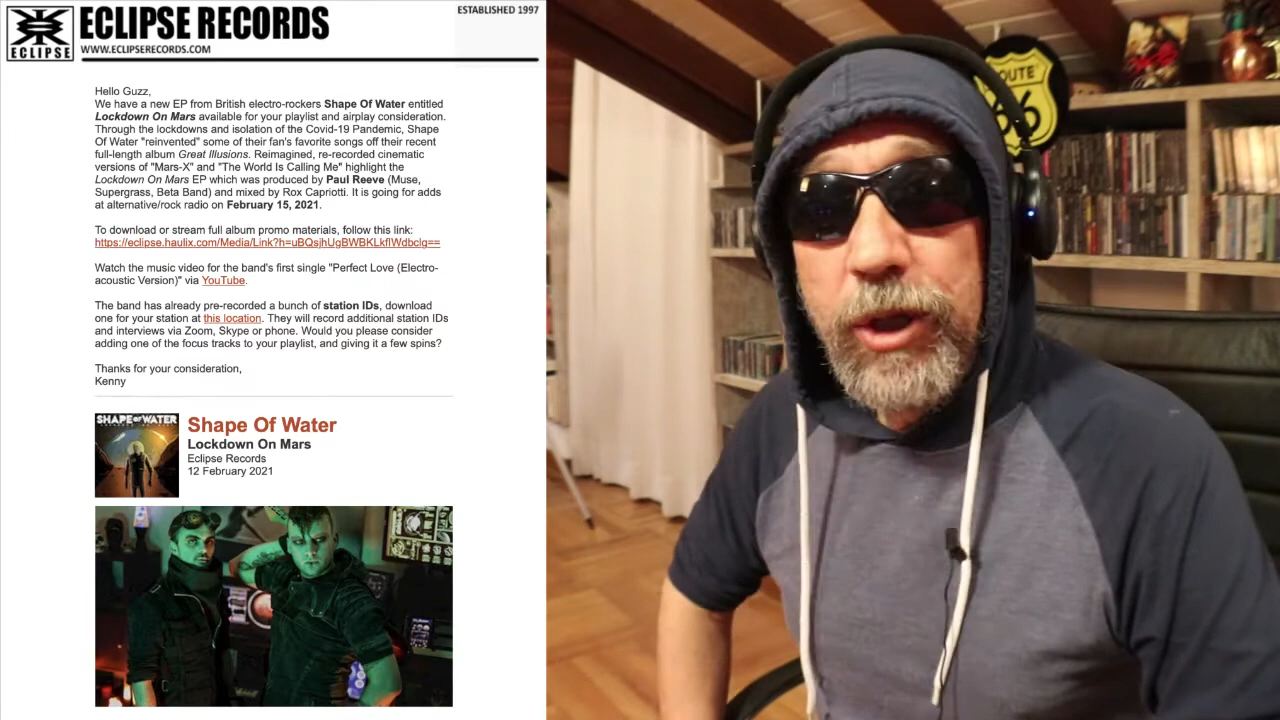 ECLIPSE
ECLIPSE RECORDS
WWW.ECLIPSERECORDS.COM
ESTABLISHED 1997
Hello Guzz,
We have a new EP from British electro-rockers Shape Of Water entitled
Lockdown On Mars available for your playlist and airplay consideration.
Through the lockdowns and isolation of the Covid-19 Pandemic, Shape
Of Water "reinvented" some of their fan's favorite songs off their recent
full-length album Great Illusions. Reimagined, re-recorded cinematic
versions of "Mars-X" and "The World Is Calling Me" highlight the
Lockdown On Mars EP which was produced by Paul Reeve (Muse,
Supergrass, Beta Band) and mixed by Rox Capriotti. It is going for adds
at alternative/rock radio on February 15, 2021.
To download or stream full album promo materials, follow this link:
https://eclipse.haulix.com/Media/Link?h=uBQsjhUgBWBKLkfIWdbclg==
Watch the music video for the band's first single "Perfect Love (Electro-
acoustic Version)" via YouTube.
The band has already pre-recorded a bunch of station IDs, download
one for your station at this location. They will record additional station IDs
and interviews via Zoom, Skype or phone. Would you please consider
adding one of the focus tracks to your playlist, and giving it a few spins?
Thanks for your consideration,
Kenny
SHAPE OF WATER
Shape Of Water
Lockdown On Mars
Eclipse Records
12 February 2021
ROUTE
66